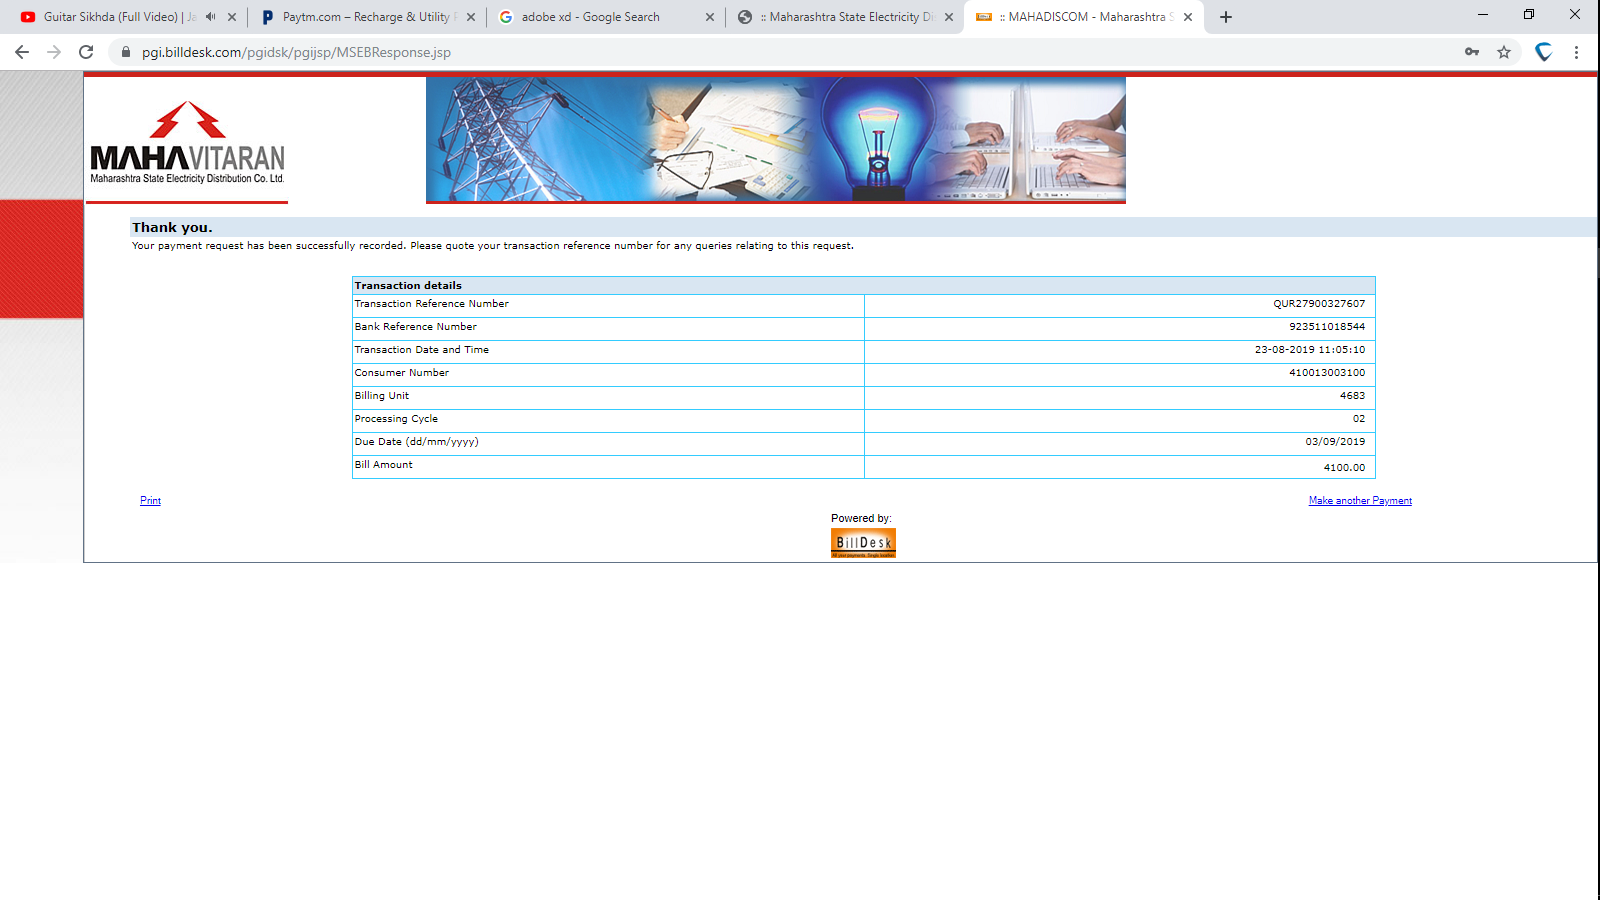 Guitar Sikhda (Full Video) | Ja
Paytm.com – Recharge & Utility P
adobe xd - Google Search
:: Maharashtra State Electricity Di
:: MAHADISCOM - Maharashtra S
pgi.billdesk.com/pgidsk/pgijsp/MSEBResponse.jsp
MAHAVITARAN
Maharashtra State Electricity Distribution Co. Ltd.
Thank you.
Your payment request has been successfully recorded. Please quote your transaction reference number for any queries relating to this request.
Transaction details
Transaction Reference Number QUR27900327607
Bank Reference Number 923511018544
Transaction Date and Time 23-08-2019 11:05:10
Consumer Number 410013003100
Billing Unit 4683
Processing Cycle 02
Due Date (dd/mm/yyyy) 03/09/2019
Bill Amount 4100.00
Print Make another Payment
Powered by:
BillDesk
All your payments. Single location.